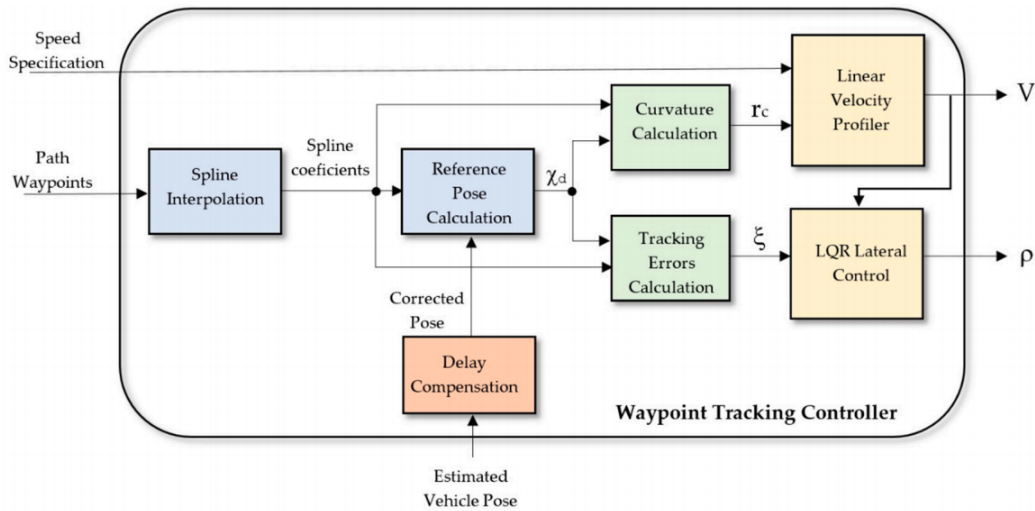 Speed
Specification
Path
Waypoints
Spline
Interpolation
Spline
coeficients
Reference
Pose
Calculation
χd
Curvature
Calculation
rc
Linear
Velocity
Profiler
V
Tracking
Errors
Calculation
ξ
LQR Lateral
Control
ρ
Corrected
Pose
Delay
Compensation
Waypoint Tracking Controller
Estimated
Vehicle Pose